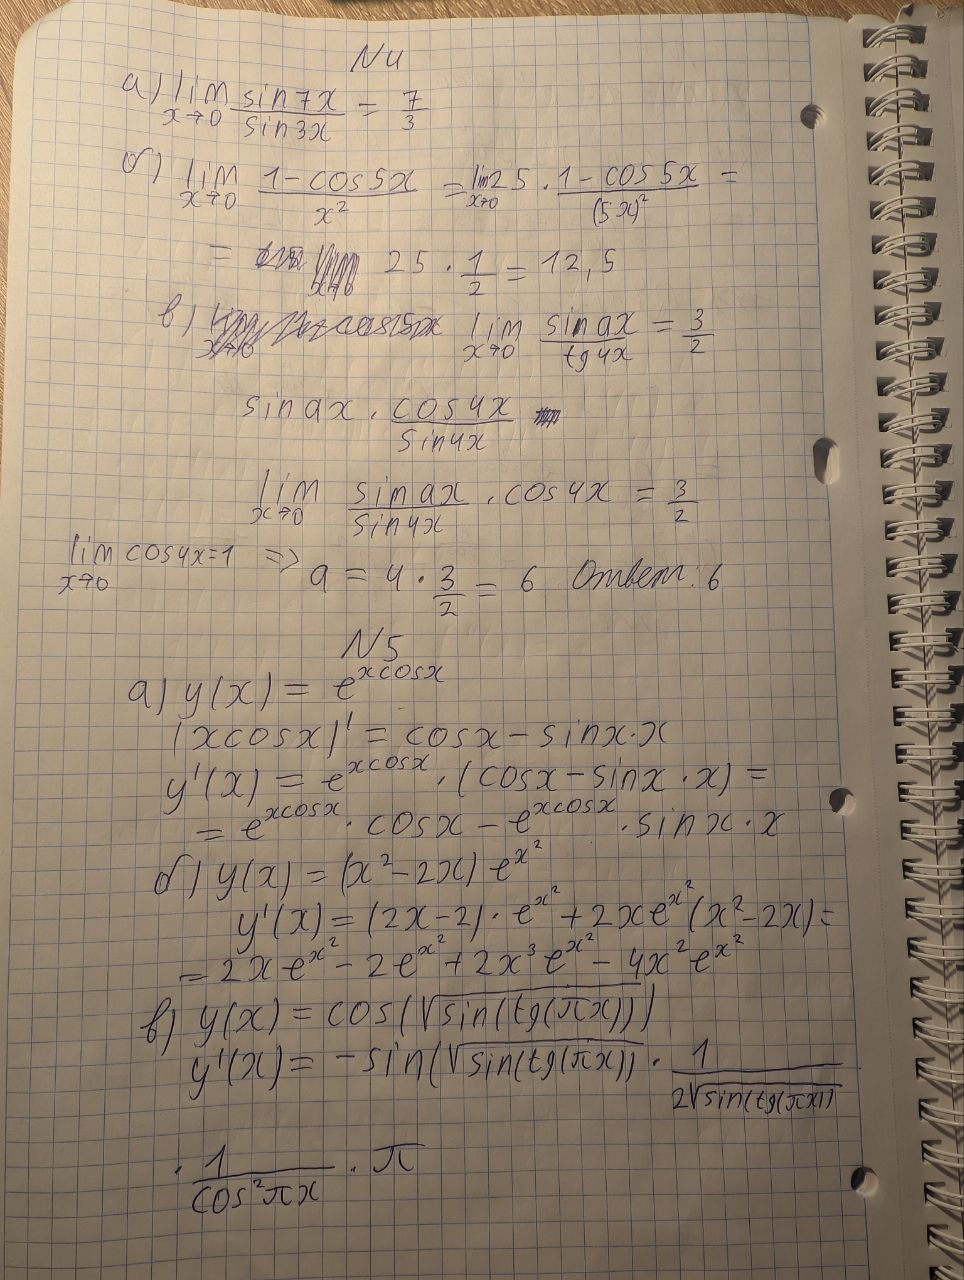 N4
а) lim x→0 sin7x/sin3x = 7/3
б) lim x→0 1-cos5x/x² = lim x→0 25 · 1-cos5x/(5x)² =
= 25 · 1/2 = 12,5
в) lim x→0 sinax/tg4x = 3/2
sinax · cos4x/sin4x
lim x→0 sinax/sin4x · cos4x = 3/2
lim x→0 cos4x=1 => a = 4 · 3/2 = 6 Ответ: 6
N5
а) y(x) = e^xcosx
(xcosx)' = cosx - sinx·x
y'(x) = e^xcosx · (cosx - sinx·x) =
= e^xcosx · cosx - e^xcosx · sinx·x
б) y(x) = (x²-2x) e^x²
y'(x) = (2x-2) · e^x² + 2xe^x² (x²-2x) =
= 2xe^x² - 2e^x² + 2x³e^x² - 4x²e^x²
в) y(x) = cos(√sin(tg(πx)))
y'(x) = -sin(√sin(tg(πx)) · 1/2√sin(tg(πx))
· 1/cos²πx · π